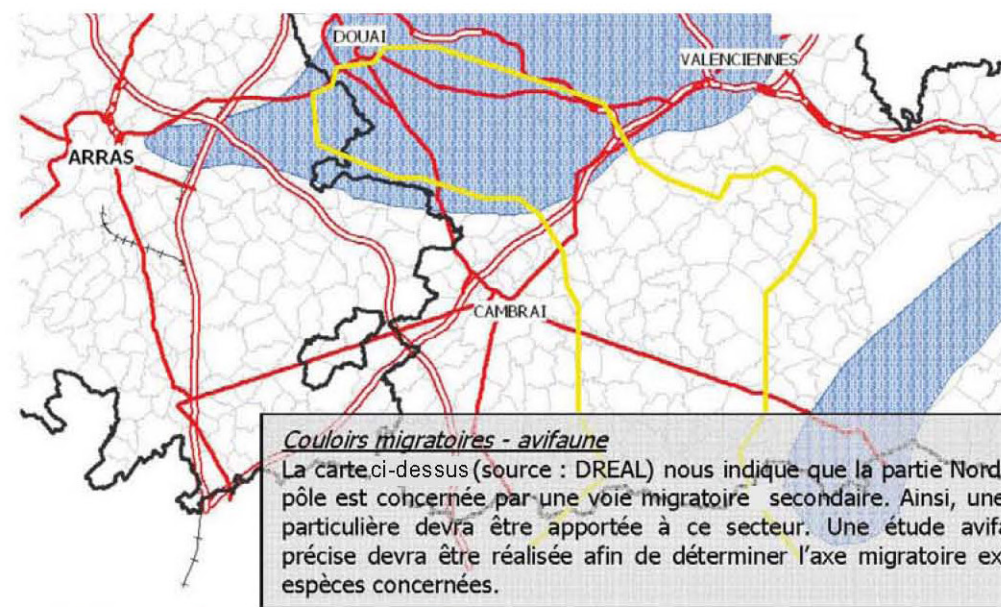 DOUAI
VALENCIENNES
ARRAS
CAMBRAI
Couloirs migratoires - avifaune
La carte ci-dessus (source : DREAL) nous indique que la partie Nord
pôle est concernée par une voie migratoire secondaire. Ainsi, une
particulière devra être apportée à ce secteur. Une étude avifa
précise devra être réalisée afin de déterminer l'axe migratoire ex
espèces concernées.